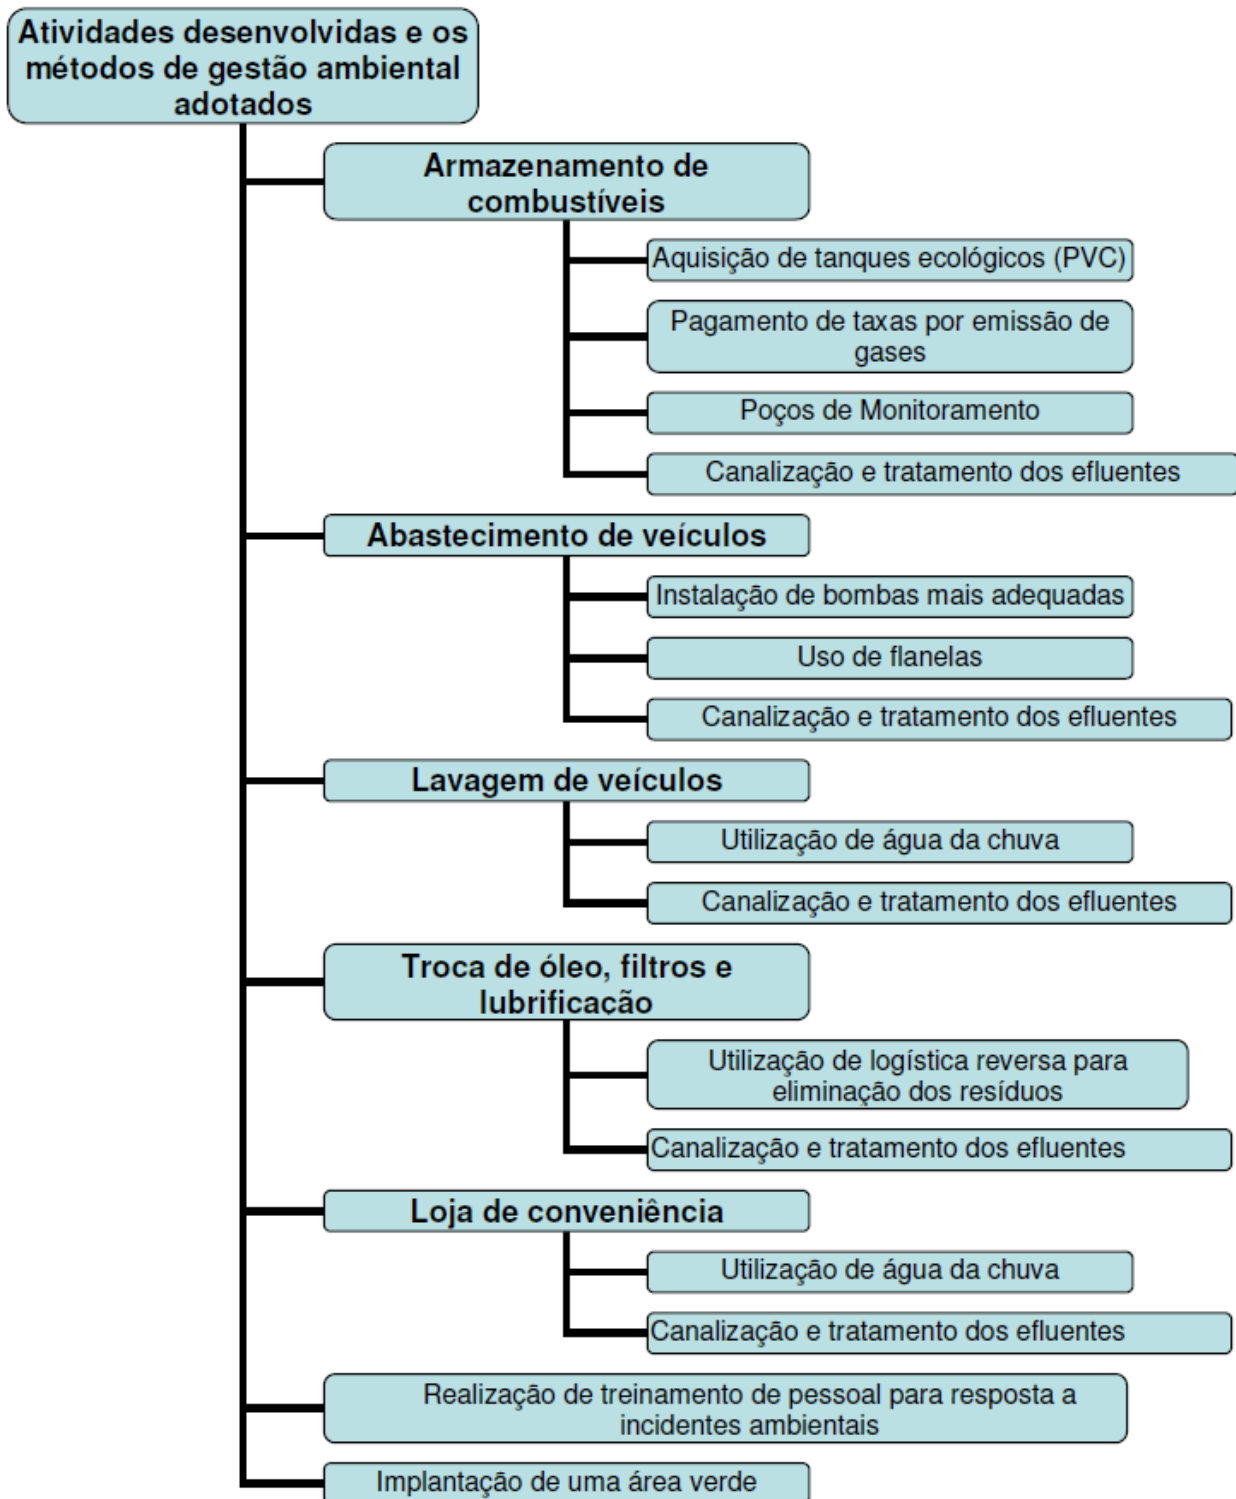 Atividades desenvolvidas e os
métodos de gestão ambiental
adotados
Armazenamento de
combustíveis
Aquisição de tanques ecológicos (PVC)
Pagamento de taxas por emissão de
gases
Poços de Monitoramento
Canalização e tratamento dos efluentes
Abastecimento de veículos
Instalação de bombas mais adequadas
Uso de flanelas
Canalização e tratamento dos efluentes
Lavagem de veículos
Utilização de água da chuva
Canalização e tratamento dos efluentes
Troca de óleo, filtros e
lubrificação
Utilização de logística reversa para
eliminação dos resíduos
Canalização e tratamento dos efluentes
Loja de conveniência
Utilização de água da chuva
Canalização e tratamento dos efluentes
Realização de treinamento de pessoal para resposta a
incidentes ambientais
Implantação de uma área verde